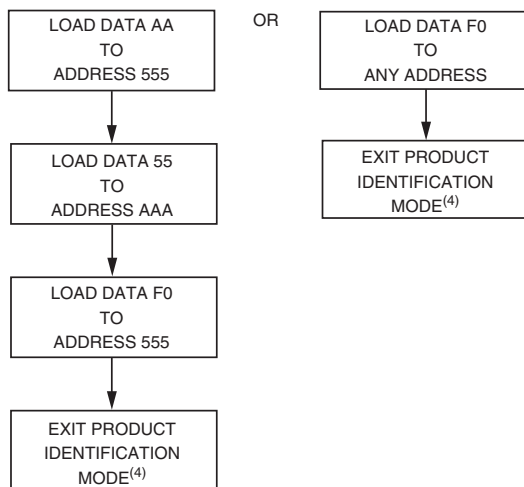 LOAD DATA AA
TO
ADDRESS 555
LOAD DATA 55
TO
ADDRESS AAA
LOAD DATA F0
TO
ADDRESS 555
EXIT PRODUCT
IDENTIFICATION
MODE(4)
OR
LOAD DATA F0
TO
ANY ADDRESS
EXIT PRODUCT
IDENTIFICATION
MODE(4)